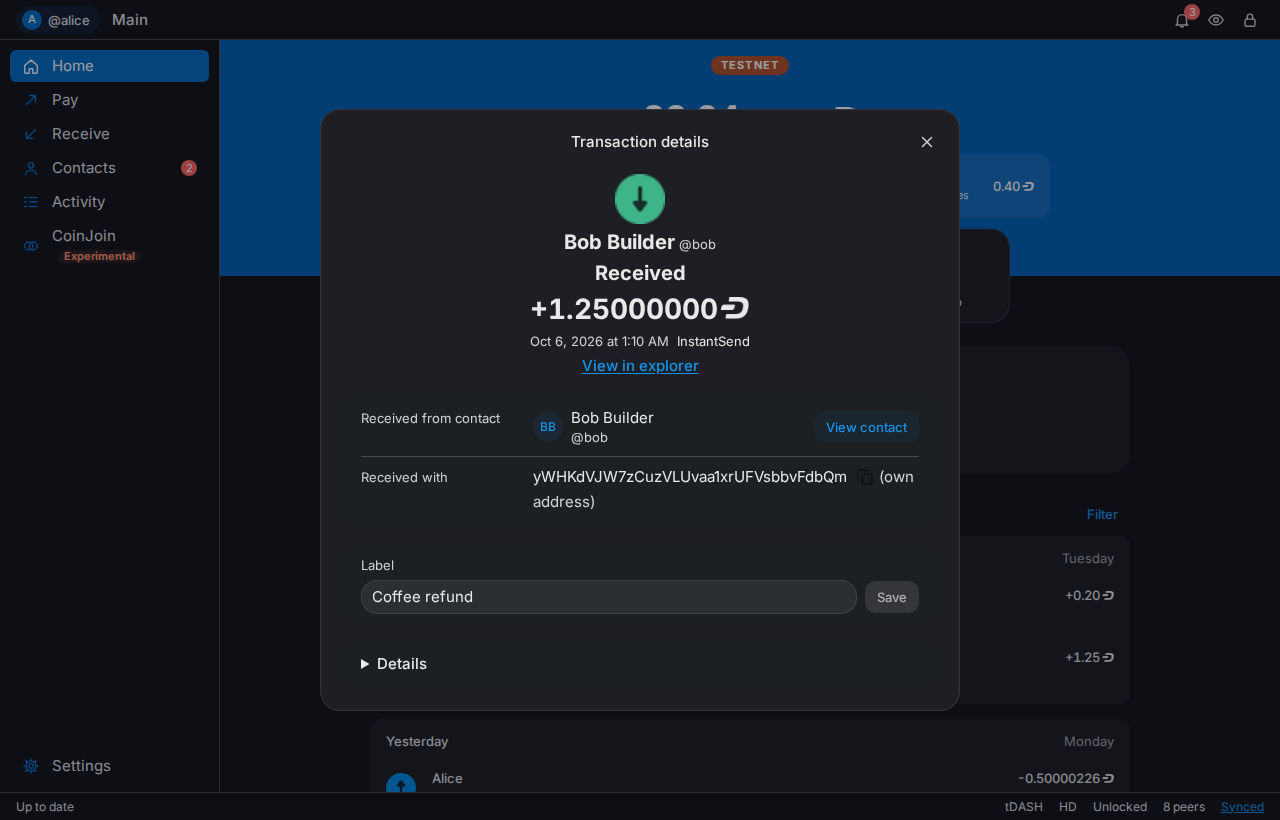 A @alice Main 3
Home
TESTNET
Pay
Receive
Contacts 2
Activity
CoinJoin
Experimental
0.40
Transaction details
Bob Builder @bob
Received
+1.25000000
Oct 6, 2026 at 1:10 AM InstantSend
View in explorer
Received from contact BB Bob Builder
@bob
View contact
Received with yWHKdVJW7zCuzVLUvaa1xrUFVsbbvFdbQm (own
address)
Filter
Label
Coffee refund Save
Details
Tuesday
+0.20
+1.25
Yesterday Monday
Alice -0.50000226
Settings
Up to date tDASH HD Unlocked 8 peers Synced